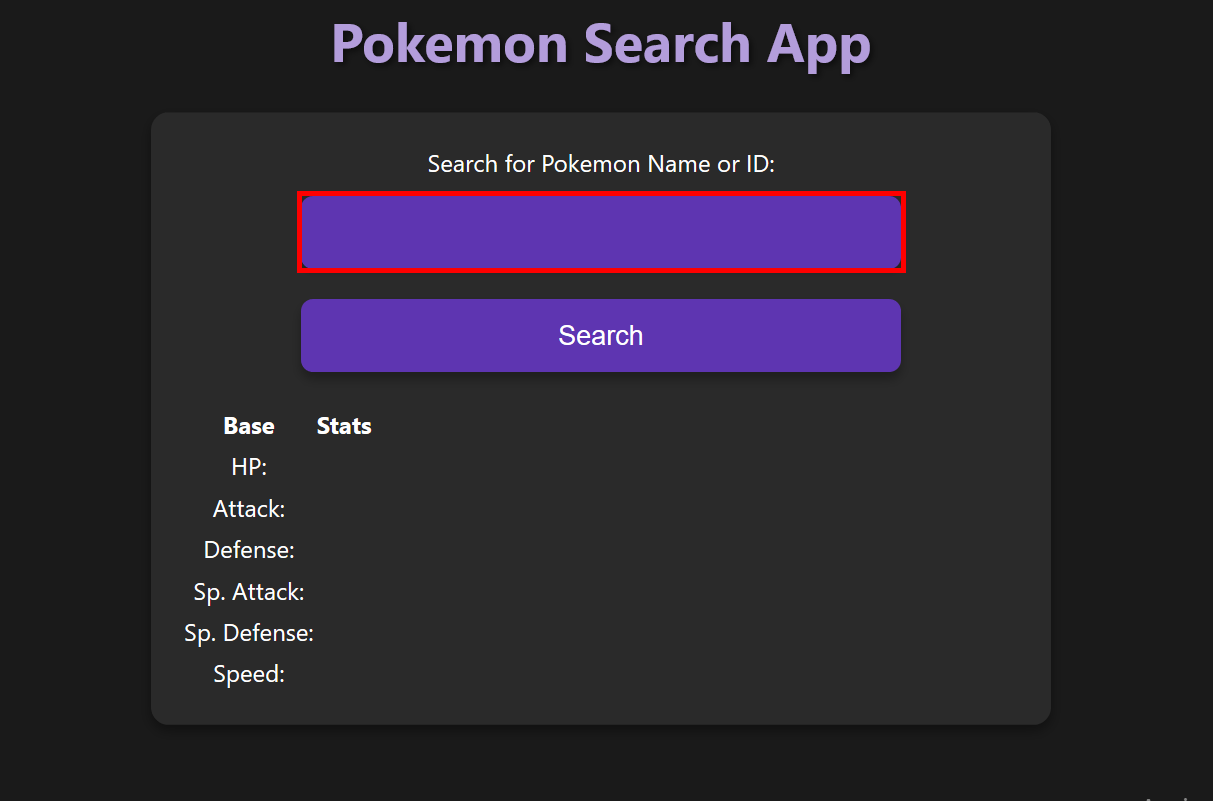 Pokemon Search App
Search for Pokemon Name or ID:
Search
Base Stats
HP:
Attack:
Defense:
Sp. Attack:
Sp. Defense:
Speed: